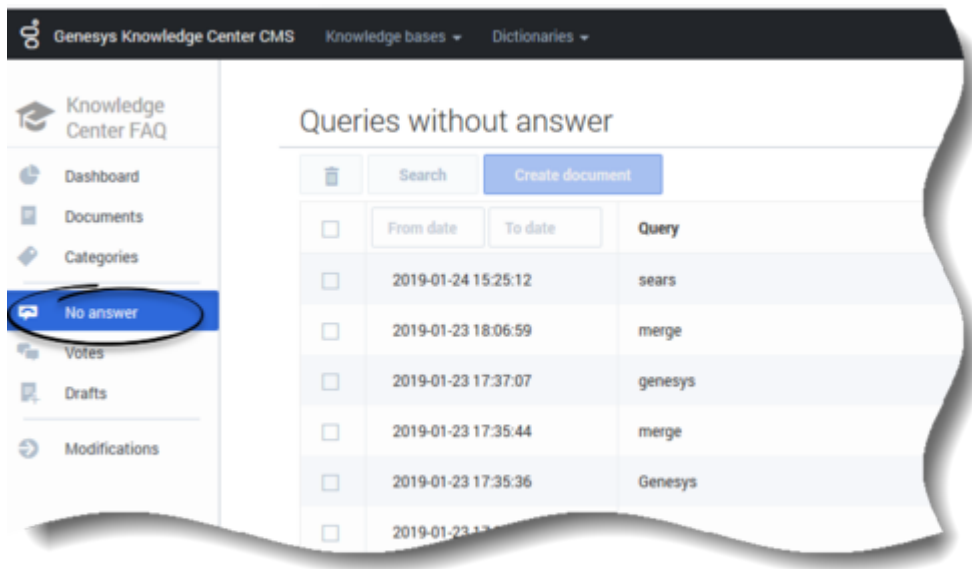 Genesys Knowledge Center CMS Knowledge bases Dictionaries
Knowledge
Center FAQ
Dashboard
Documents
Categories
No answer
Votes
Drafts
Modifications
Queries without answer
Search Create document
From date To date Query
2019-01-24 15:25:12 sears
2019-01-23 18:06:59 merge
2019-01-23 17:37:07 genesys
2019-01-23 17:35:44 merge
2019-01-23 17:35:36 Genesys
2019-01-23